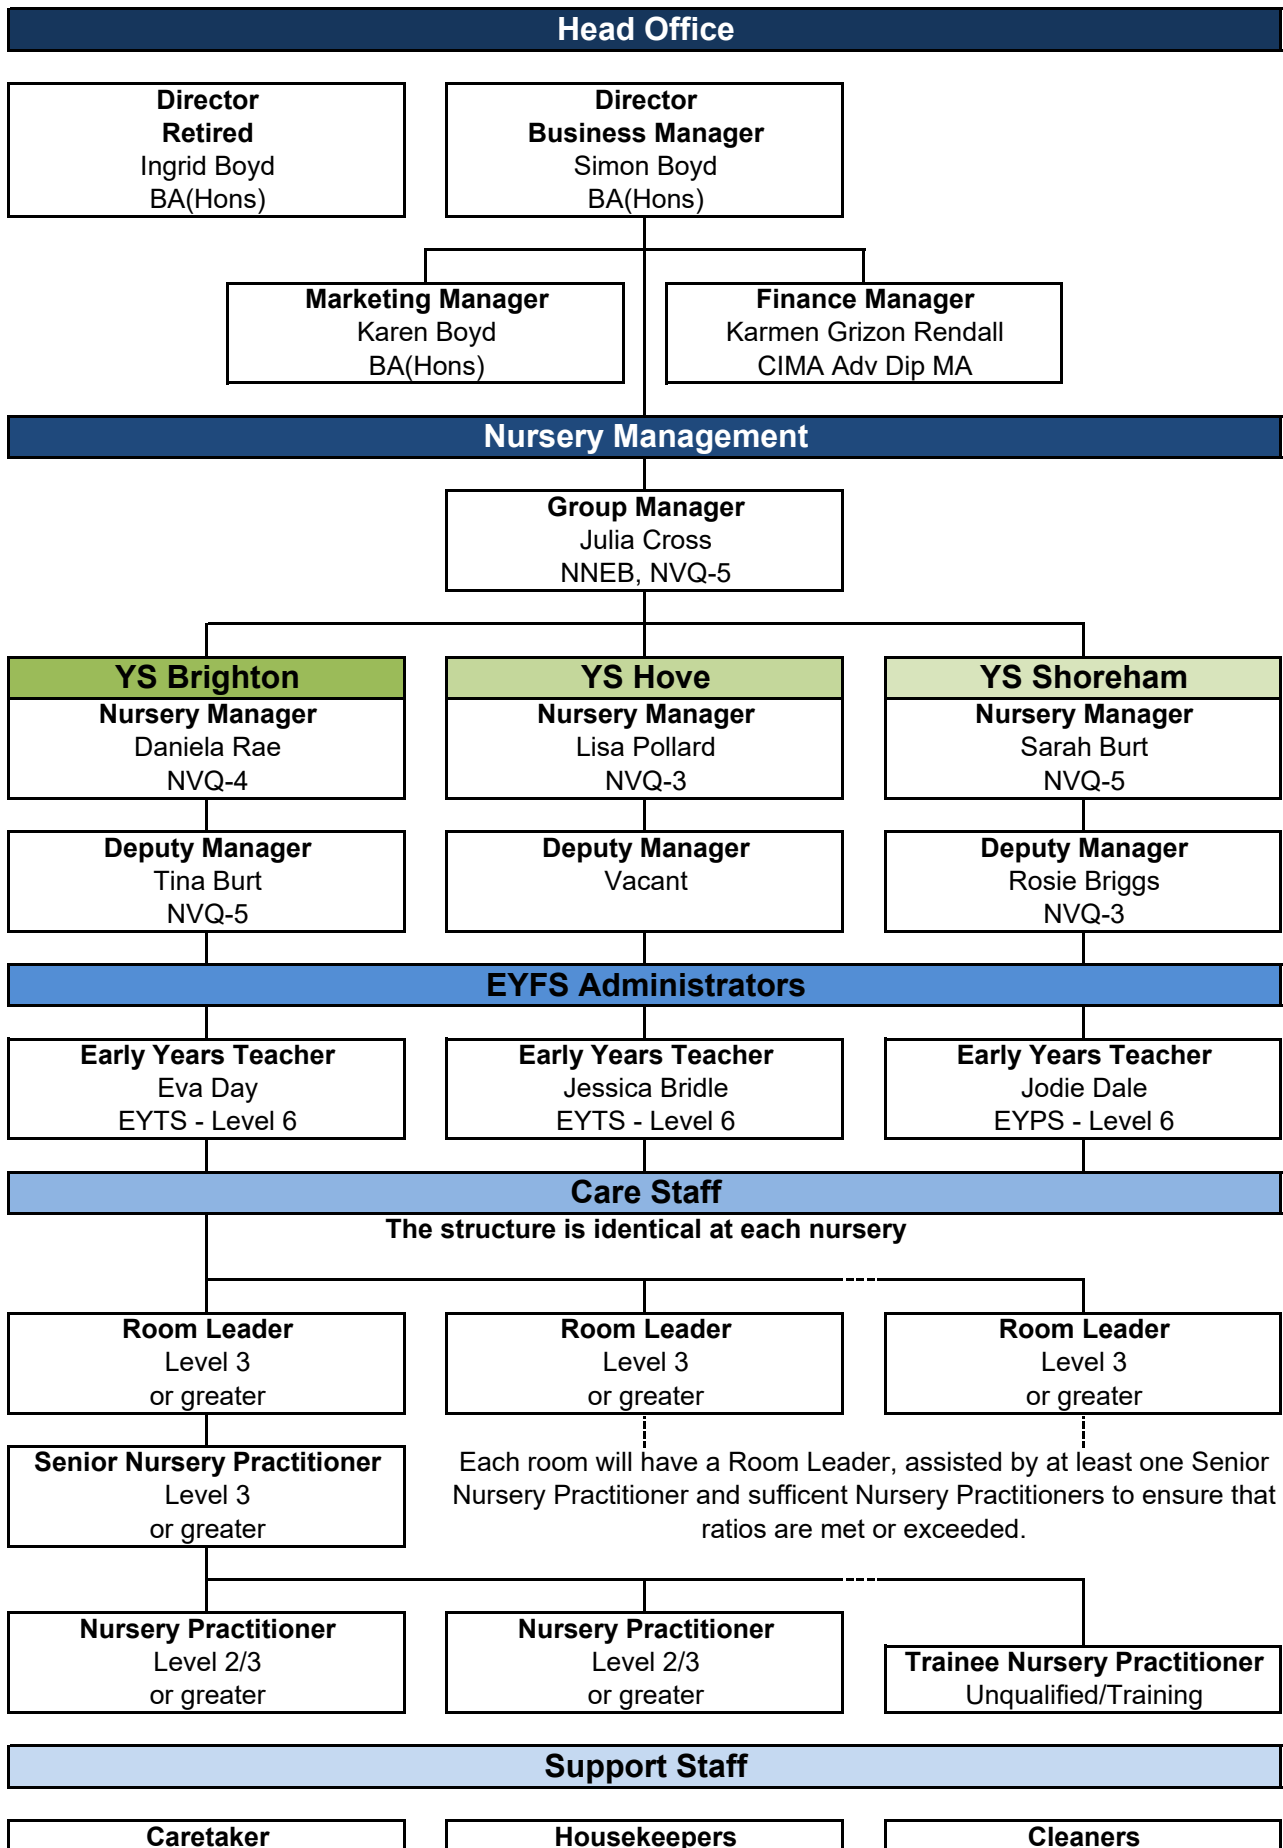 Head Office
Director
Retired
Ingrid Boyd
BA(Hons)
Director
Business Manager
Simon Boyd
BA(Hons)
Marketing Manager
Karen Boyd
BA(Hons)
Finance Manager
Karmen Grizon Rendall
CIMA Adv Dip MA
Nursery Management
Group Manager
Julia Cross
NNEB, NVQ-5
YS Brighton
Nursery Manager
Daniela Rae
NVQ-4
YS Hove
Nursery Manager
Lisa Pollard
NVQ-3
YS Shoreham
Nursery Manager
Sarah Burt
NVQ-5
Deputy Manager
Tina Burt
NVQ-5
Deputy Manager
Vacant
Deputy Manager
Rosie Briggs
NVQ-3
EYFS Administrators
Early Years Teacher
Eva Day
EYTS - Level 6
Early Years Teacher
Jessica Bridle
EYTS - Level 6
Early Years Teacher
Jodie Dale
EYPS - Level 6
Care Staff
The structure is identical at each nursery
Room Leader
Level 3
or greater
Room Leader
Level 3
or greater
Room Leader
Level 3
or greater
Senior Nursery Practitioner
Level 3
or greater
Each room will have a Room Leader, assisted by at least one Senior
Nursery Practitioner and sufficent Nursery Practitioners to ensure that
ratios are met or exceeded.
Nursery Practitioner
Level 2/3
or greater
Nursery Practitioner
Level 2/3
or greater
Trainee Nursery Practitioner
Unqualified/Training
Support Staff
Caretaker
Housekeepers
Cleaners